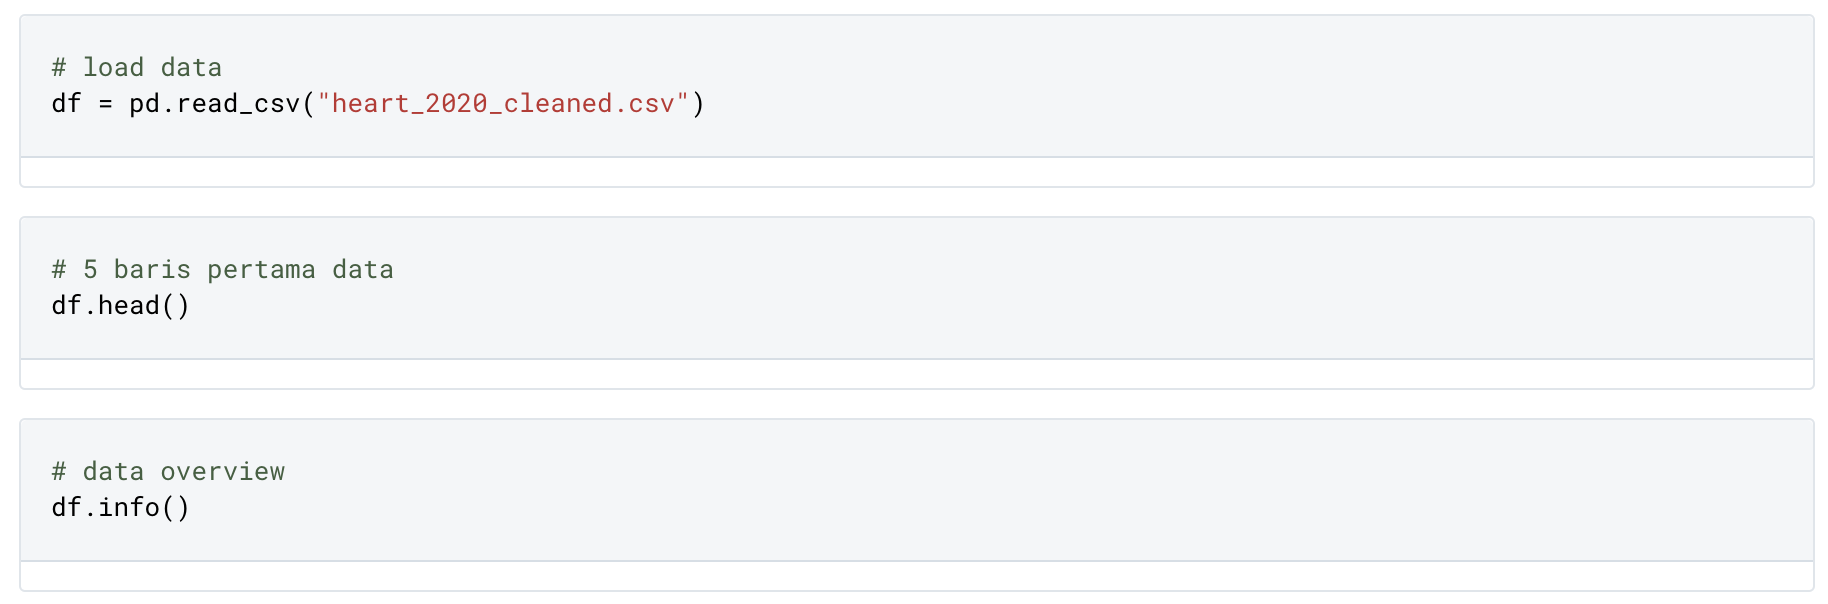 # load data
df = pd.read_csv("heart_2020_cleaned.csv")
# 5 baris pertama data
df.head()
# data overview
df.info()